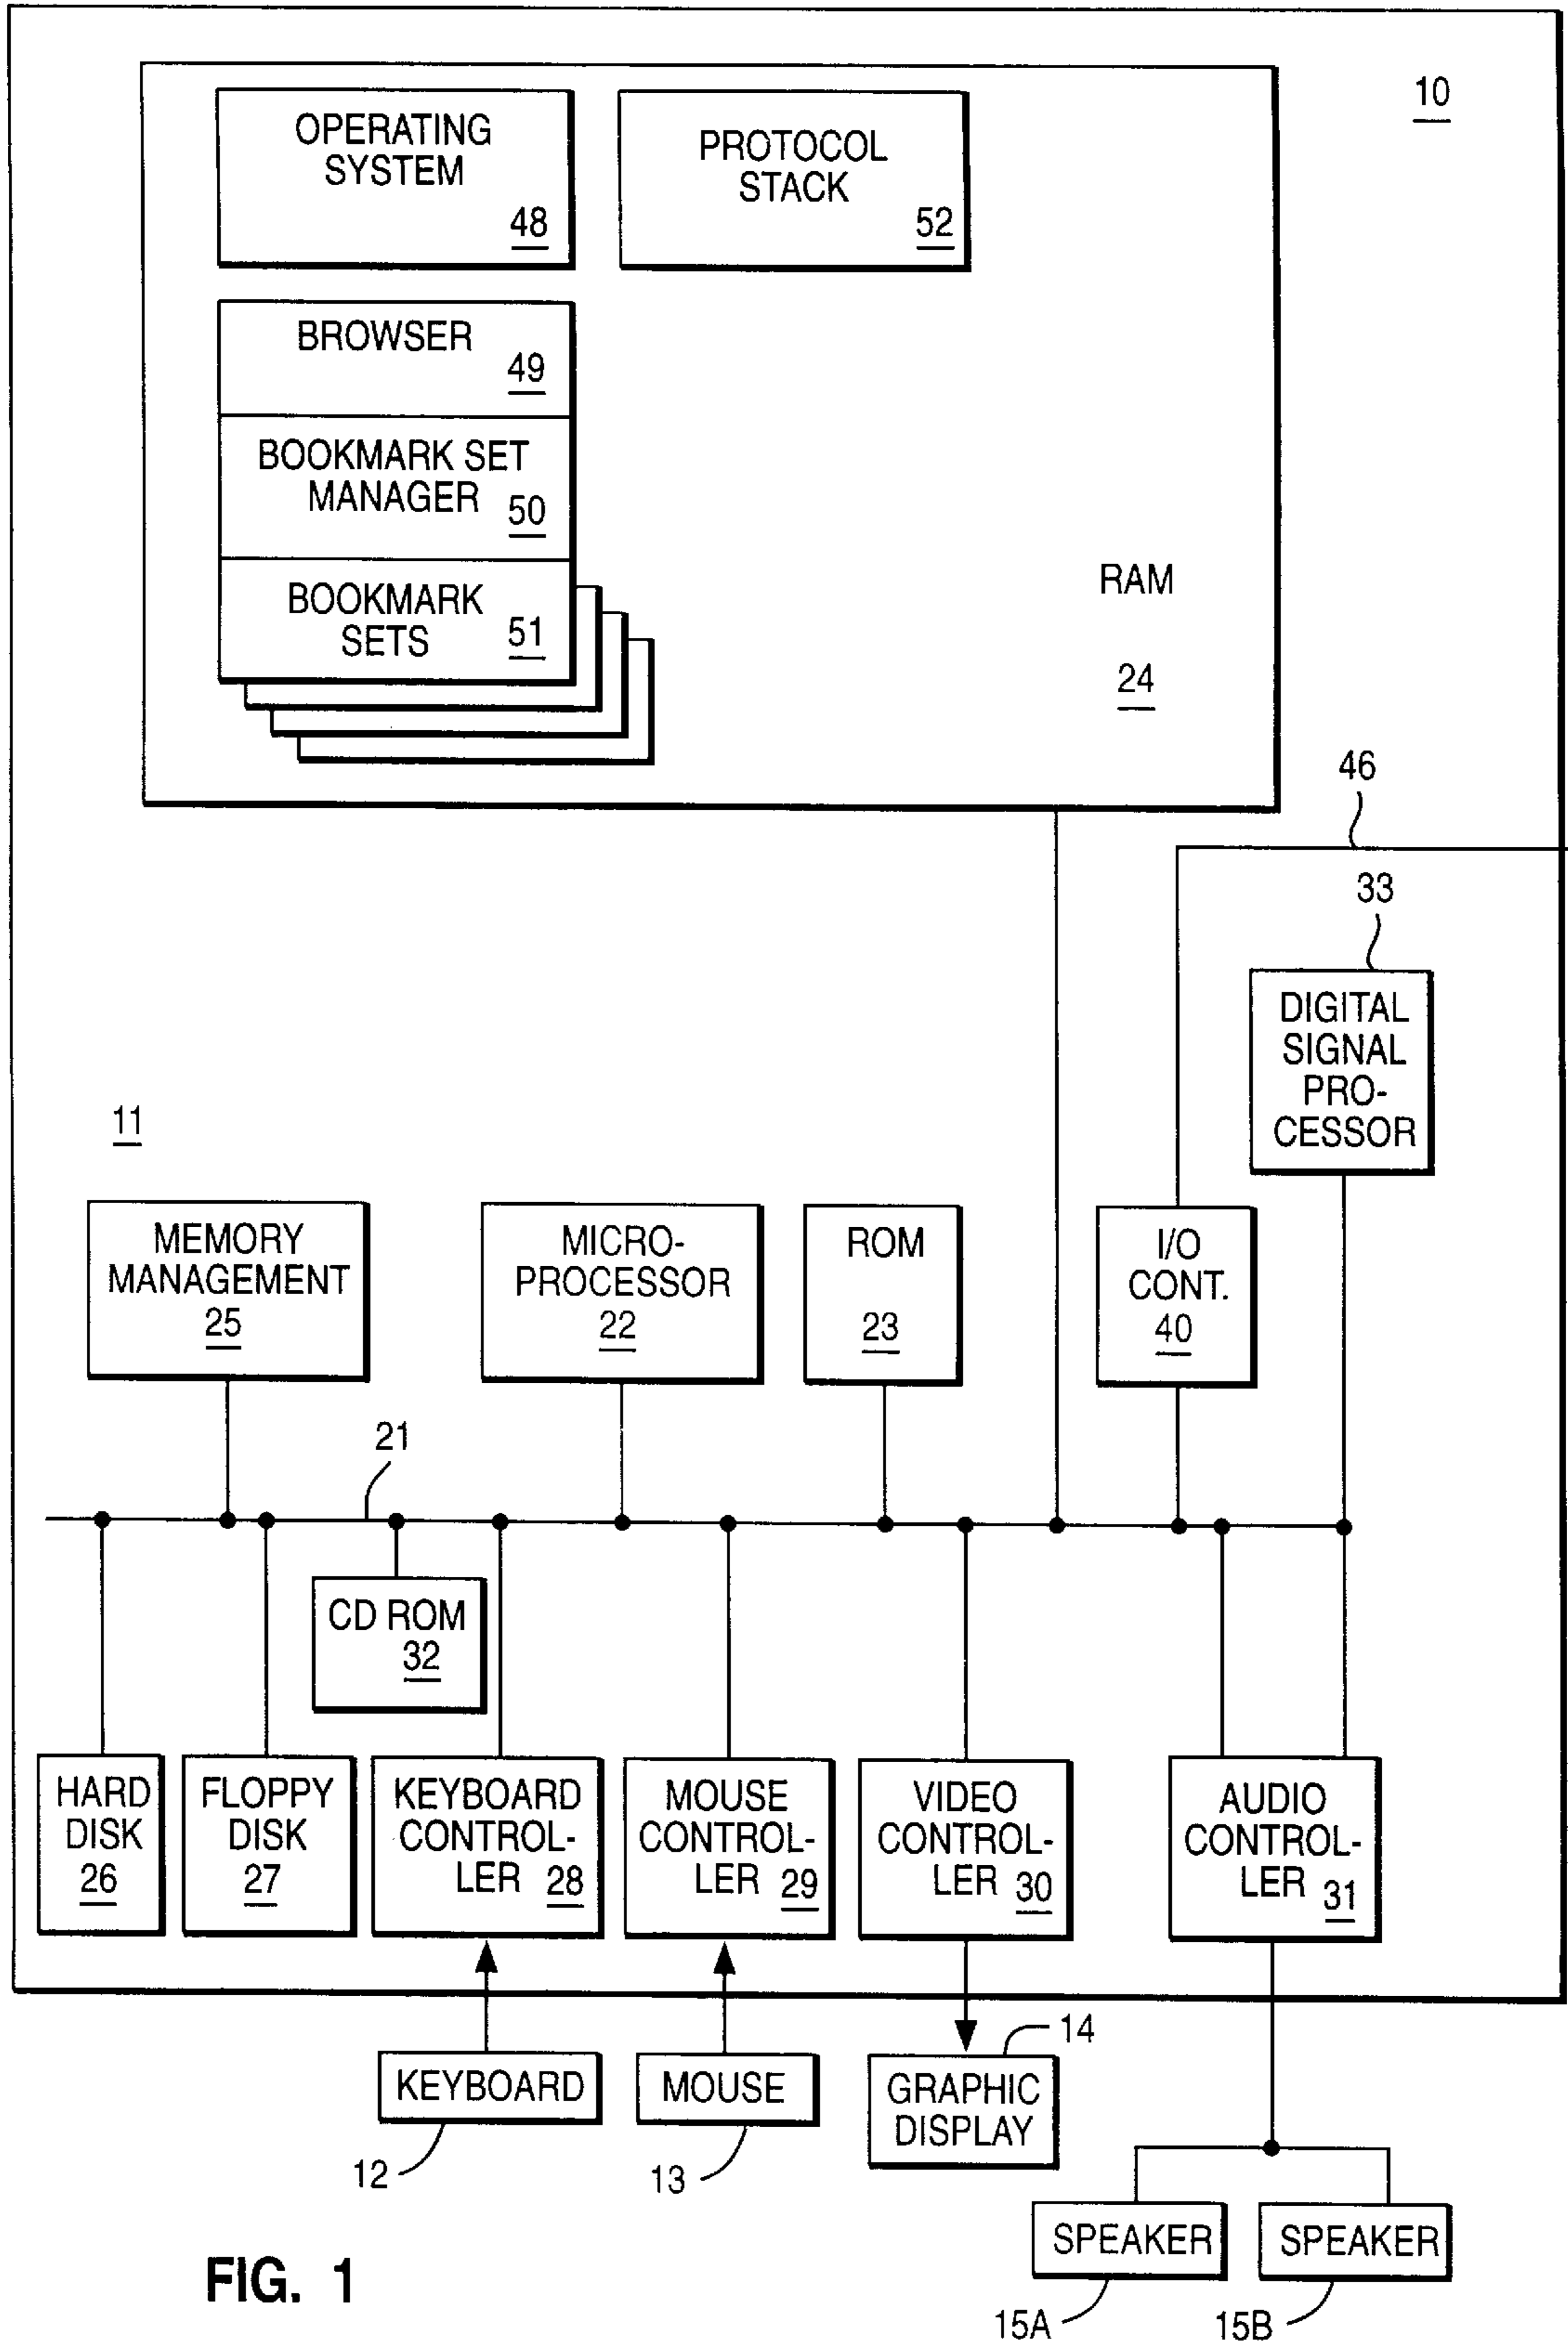 10
OPERATING
SYSTEM
48
PROTOCOL
STACK
52
BROWSER
49
BOOKMARK SET
MANAGER
50
BOOKMARK
SETS
51
RAM
24
46
33
DIGITAL
SIGNAL
PRO-
CESSOR
11
MEMORY
MANAGEMENT
25
MICRO-
PROCESSOR
22
ROM
23
I/O
CONT.
40
21
CD ROM
32
HARD
DISK
26
FLOPPY
DISK
27
KEYBOARD
CONTROL-
LER 28
MOUSE
CONTROL-
LER 29
VIDEO
CONTROL-
LER 30
AUDIO
CONTROL-
LER 31
KEYBOARD
12
MOUSE
13
14
GRAPHIC
DISPLAY
SPEAKER
15A
SPEAKER
15B
FIG. 1